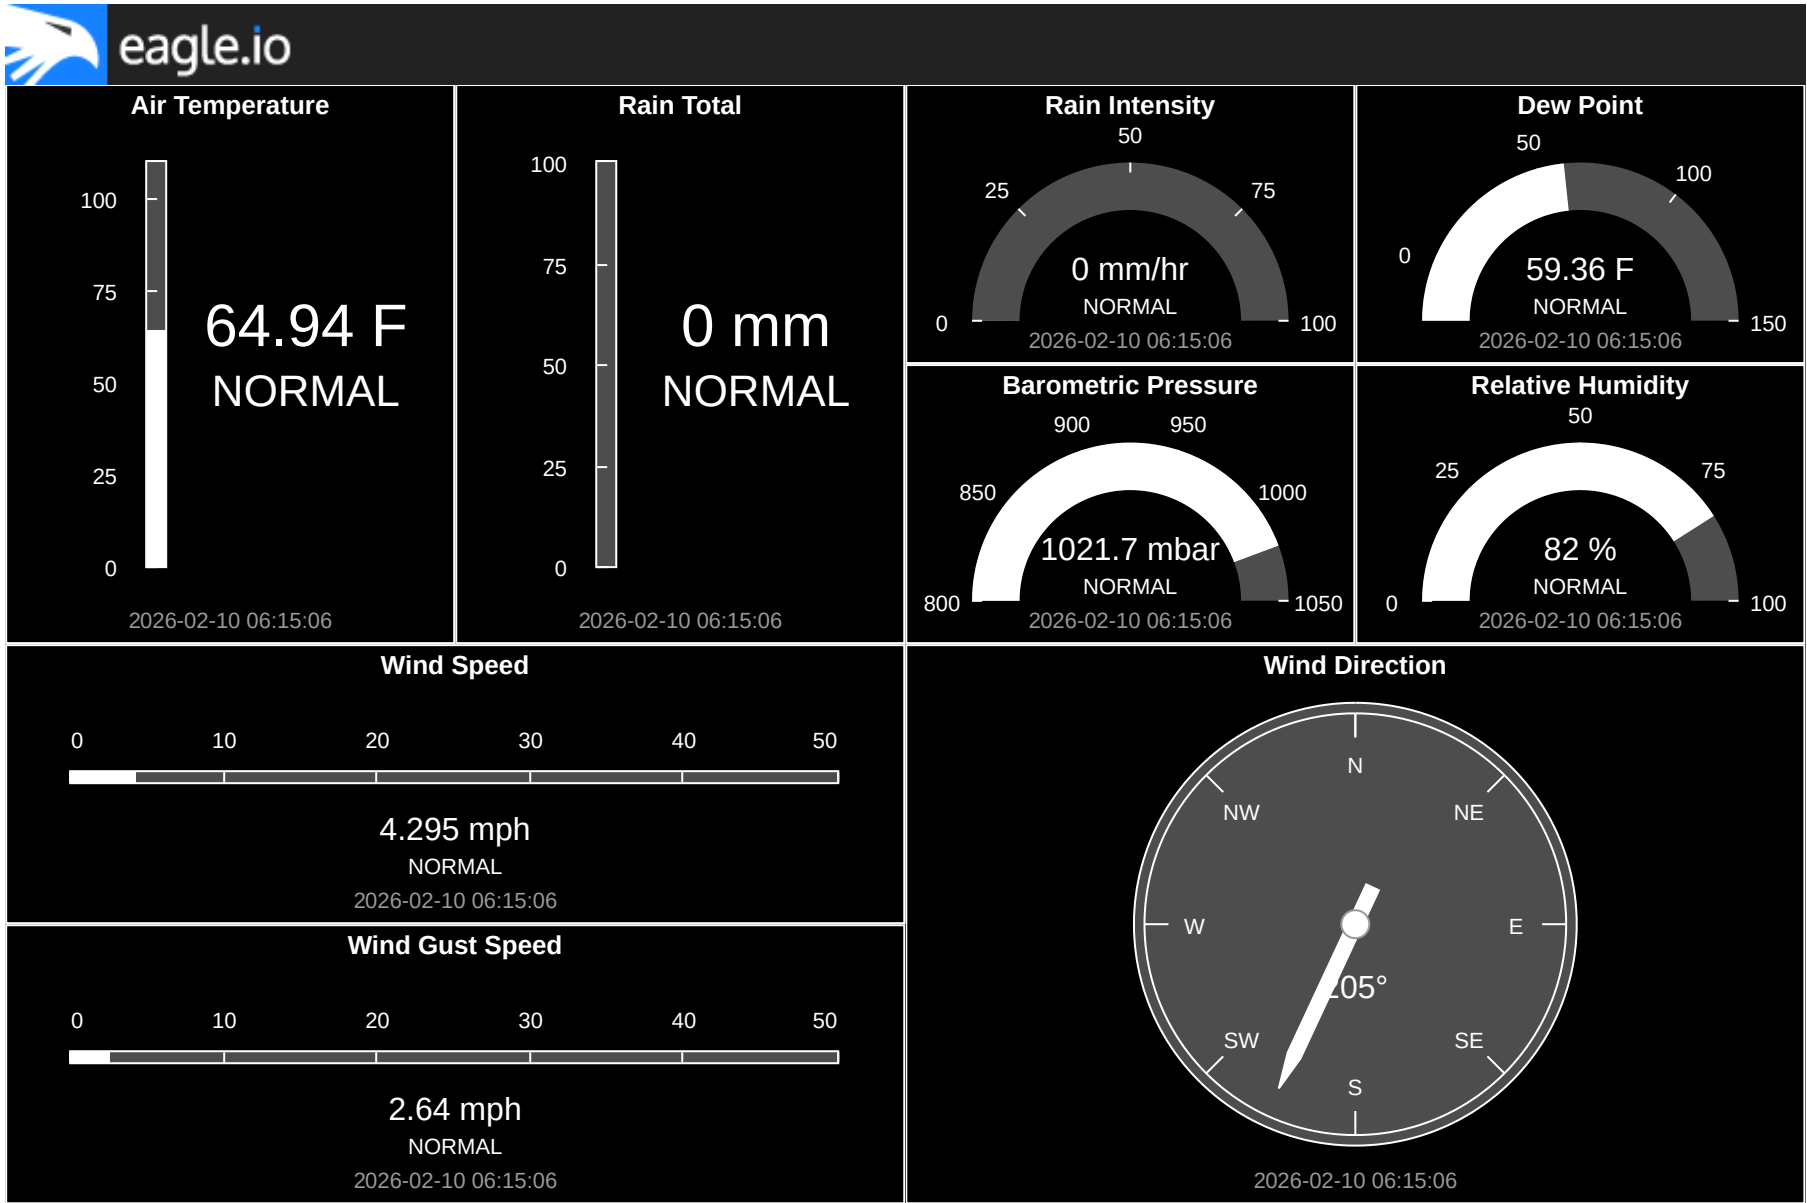 eagle.io
Air Temperature
100
75
50
25
0
64.94 F
NORMAL
2026-02-10 06:15:06
Rain Total
100
75
50
25
0
0 mm
NORMAL
2026-02-10 06:15:06
Rain Intensity
0
25
50
75
100
0 mm/hr
NORMAL
2026-02-10 06:15:06
Dew Point
0
50
100
150
59.36 F
NORMAL
2026-02-10 06:15:06
Barometric Pressure
800
850
900
950
1000
1050
1021.7 mbar
NORMAL
2026-02-10 06:15:06
Relative Humidity
0
25
50
75
100
82 %
NORMAL
2026-02-10 06:15:06
Wind Speed
0 10 20 30 40 50
4.295 mph
NORMAL
2026-02-10 06:15:06
Wind Gust Speed
0 10 20 30 40 50
2.64 mph
NORMAL
2026-02-10 06:15:06
Wind Direction
N
NW NE
W E
205°
SW SE
S
2026-02-10 06:15:06